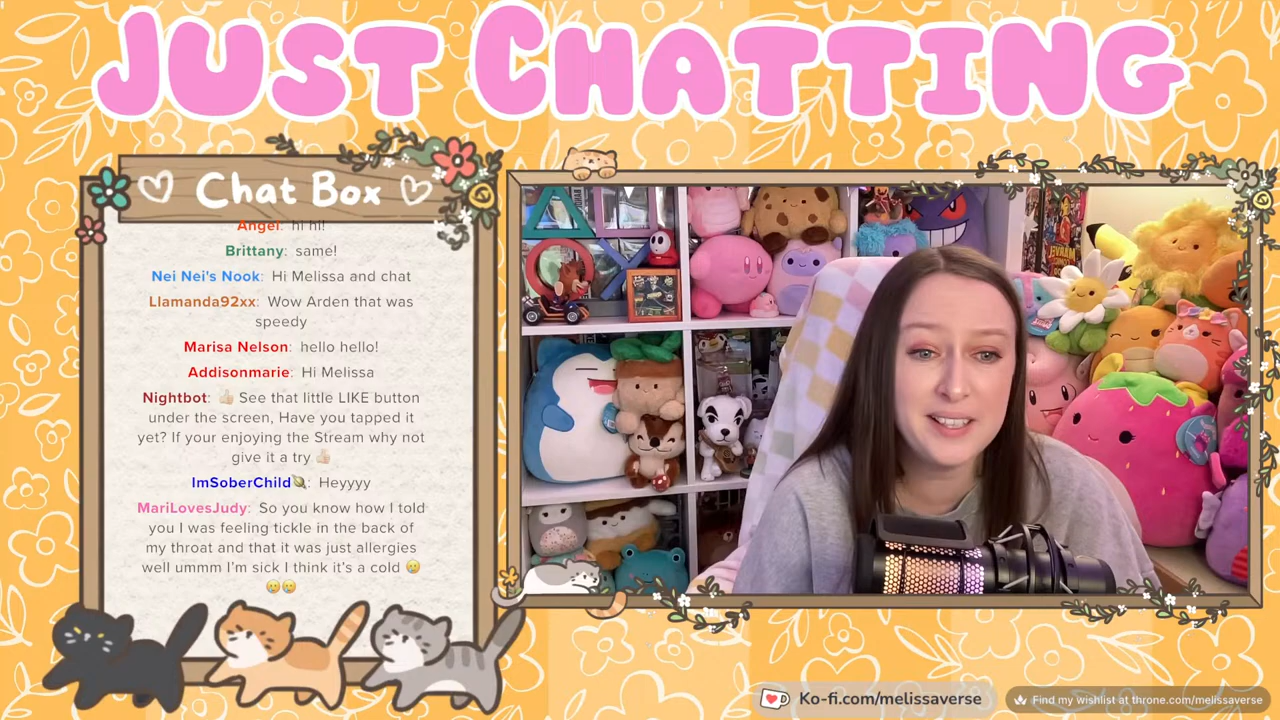 JUST CHATTING
Chat Box
Angel: hi hi!
Brittany: same!
Nei Nei's Nook: Hi Melissa and chat
Llamanda92xx: Wow Arden that was
speedy
Marisa Nelson: hello hello!
Addisonmarie: Hi Melissa
Nightbot: 👍🏻 See that little LIKE button
under the screen, Have you tapped it
yet? If your enjoying the Stream why not
give it a try 👍🏻
ImSoberChild: Heyyyy
MariLovesJudy: So you know how I told
you I was feeling tickle in the back of
my throat and that it was just allergies
well ummm I'm sick I think it's a cold 🥲
🥲🥲
Ko-fi.com/melissaverse
Find my wishlist at throne.com/melissaverse